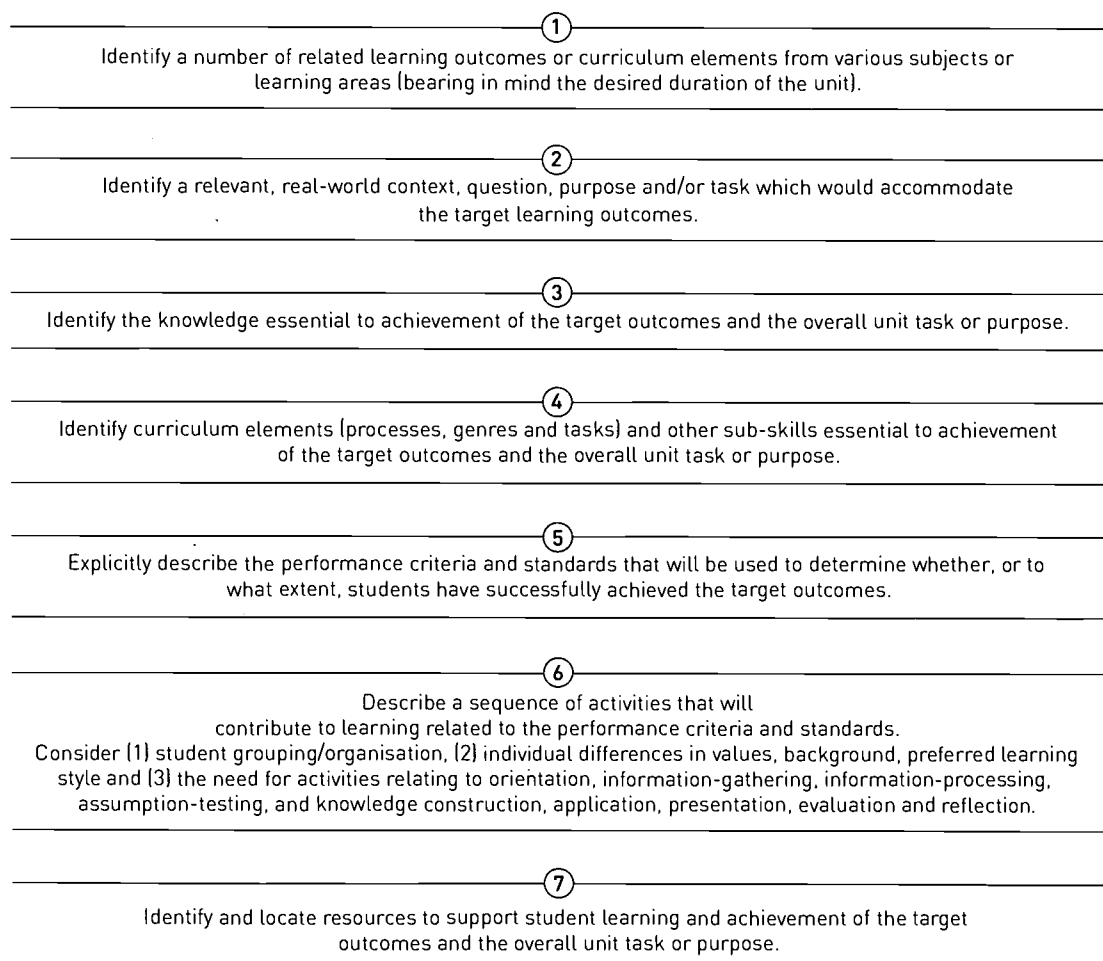 1
Identify a number of related learning outcomes or curriculum elements from various subjects or
learning areas (bearing in mind the desired duration of the unit).
2
Identify a relevant, real-world context, question, purpose and/or task which would accommodate
the target learning outcomes.
3
Identify the knowledge essential to achievement of the target outcomes and the overall unit task or purpose.
4
Identify curriculum elements (processes, genres and tasks) and other sub-skills essential to achievement
of the target outcomes and the overall unit task or purpose.
5
Explicitly describe the performance criteria and standards that will be used to determine whether, or to
what extent, students have successfully achieved the target outcomes.
6
Describe a sequence of activities that will
contribute to learning related to the performance criteria and standards.
Consider (1) student grouping/organisation, (2) individual differences in values, background, preferred learning
style and (3) the need for activities relating to orientation, information-gathering, information-processing,
assumption-testing, and knowledge construction, application, presentation, evaluation and reflection.
7
Identify and locate resources to support student learning and achievement of the target
outcomes and the overall unit task or purpose.